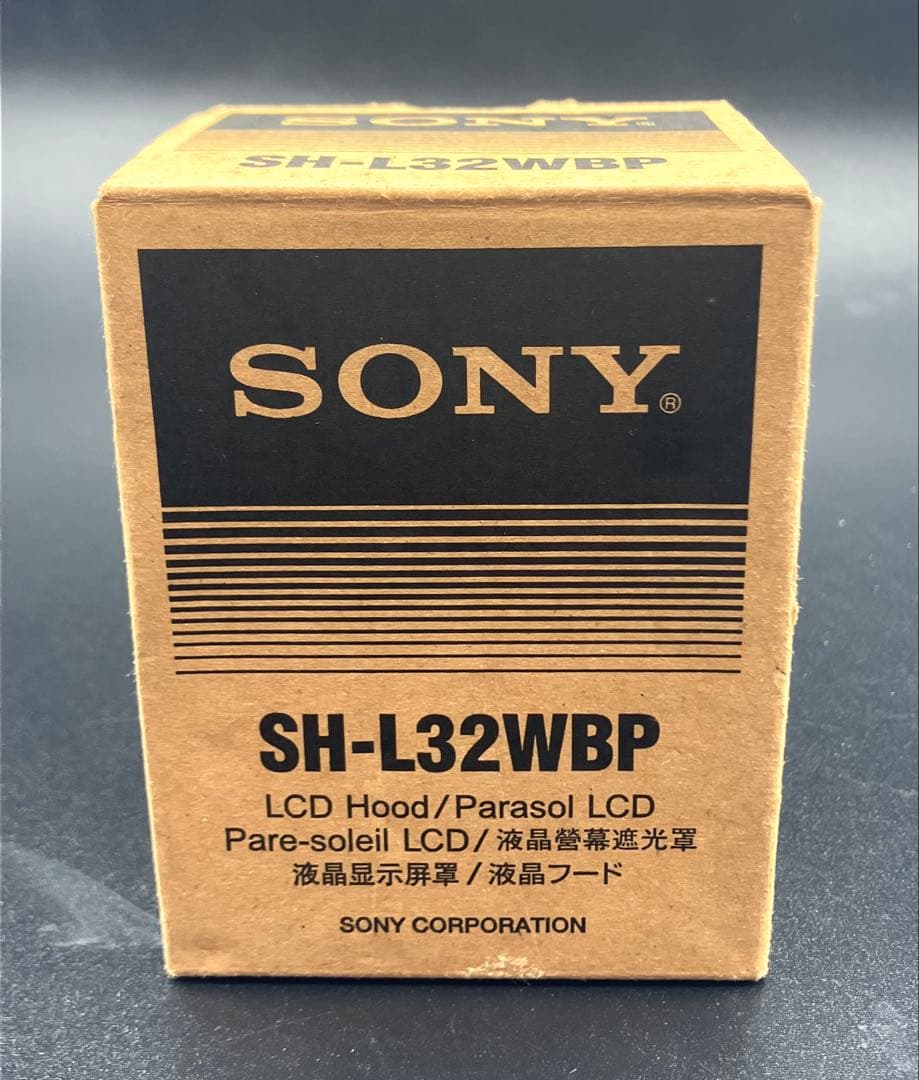 SONY®
SH-L32WBP
SONY®
SH-L32WBP
LCD Hood/Parasol LCD
Pare-soleil LCD/液晶螢幕遮光罩
液晶显示屏罩/液晶フード
SONY CORPORATION